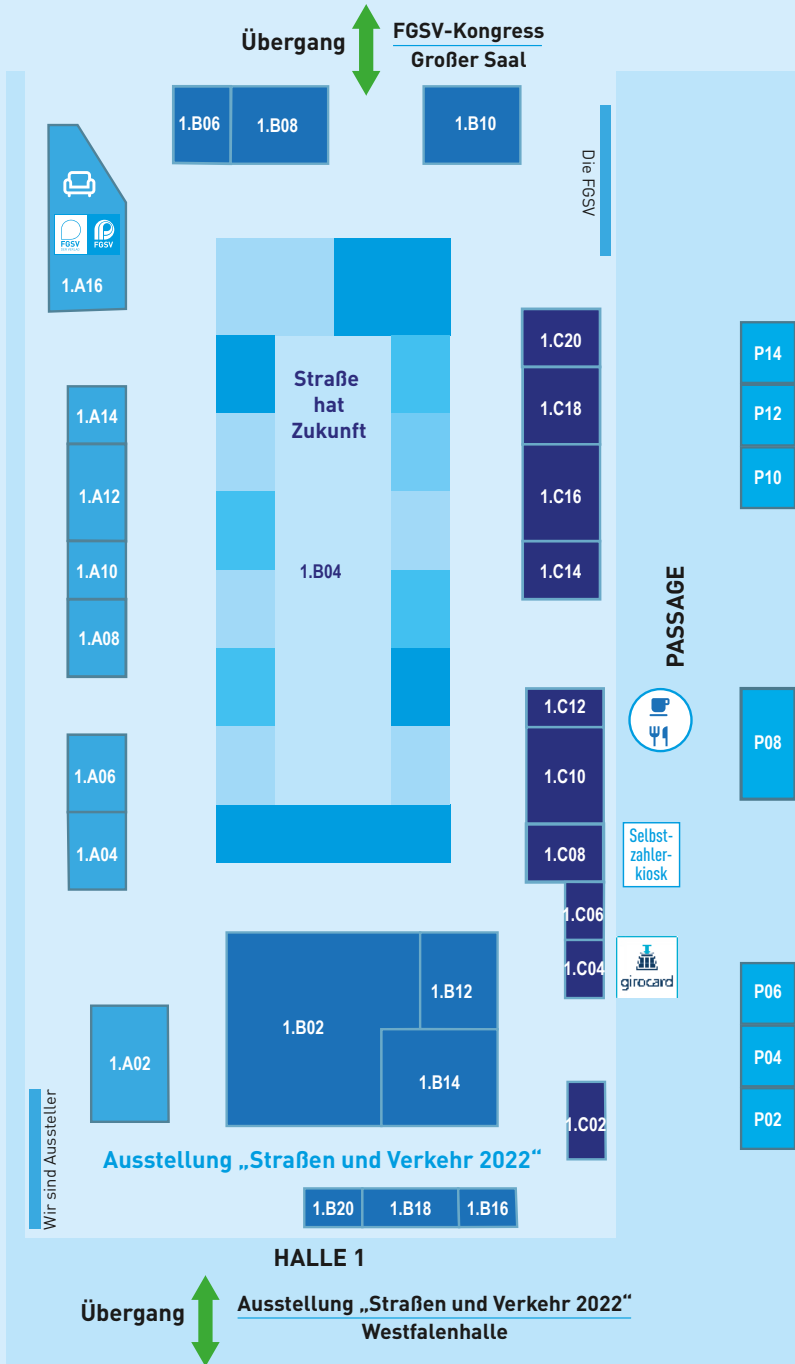 Übergang
FGSV-Kongress
Großer Saal
1.B06
1.B08
1.B10
Die FGSV
FGSV
FGSV
1.A16
1.C20
1.C18
1.C16
1.C14
P14
P12
P10
1.A14
1.A12
1.A10
1.A08
Straße
hat
Zukunft
1.B04
PASSAGE
1.C12
1.C10
1.C08
1.C06
1.C04
P08
1.A06
1.A04
Selbst-
zahler-
kiosk
girocard
1.B02
1.B12
1.B14
1.A02
P06
P04
P02
1.C02
Wir sind Aussteller
Ausstellung „Straßen und Verkehr 2022“
1.B20
1.B18
1.B16
HALLE 1
Übergang
Ausstellung „Straßen und Verkehr 2022“
Westfalenhalle